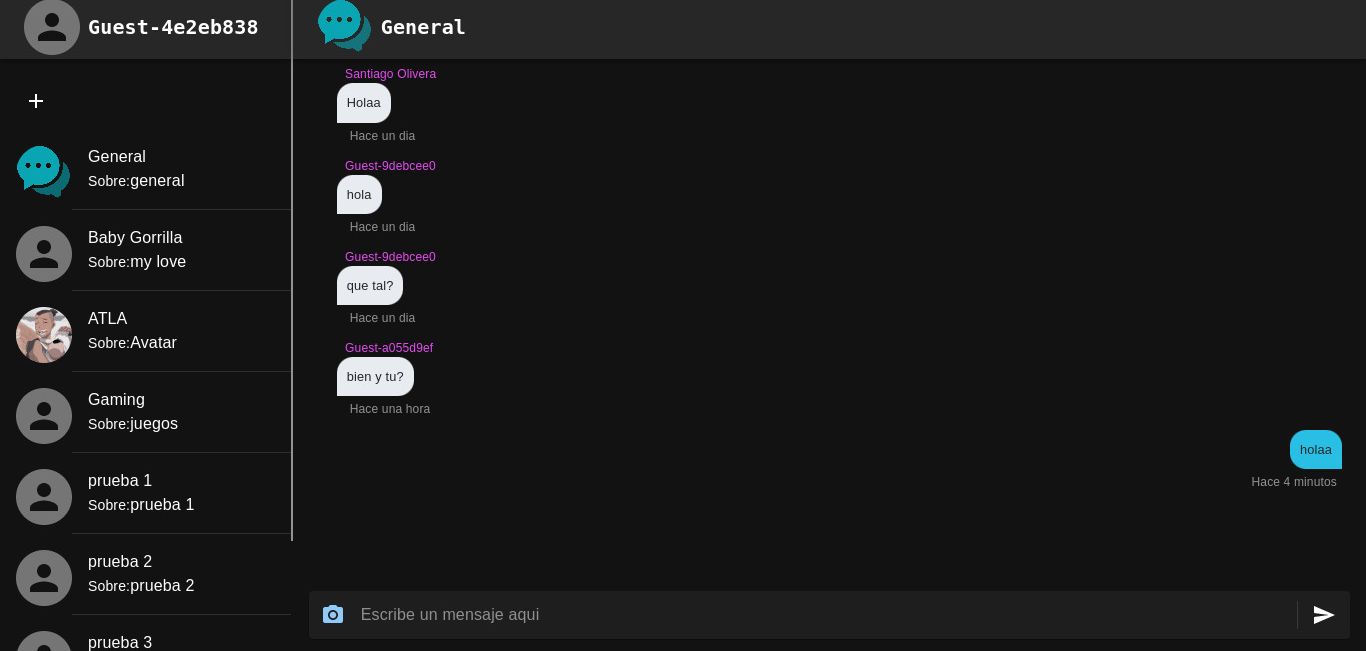 Guest-4e2eb838
General
Sobre:general
Baby Gorrilla
Sobre:my love
ATLA
Sobre:Avatar
Gaming
Sobre:juegos
prueba 1
Sobre:prueba 1
prueba 2
Sobre:prueba 2
prueba 3
General
Santiago Olivera
Holaa
Hace un dia
Guest-9debcee0
hola
Hace un dia
Guest-9debcee0
que tal?
Hace un dia
Guest-a055d9ef
bien y tu?
Hace una hora
holaa
Hace 4 minutos
Escribe un mensaje aqui